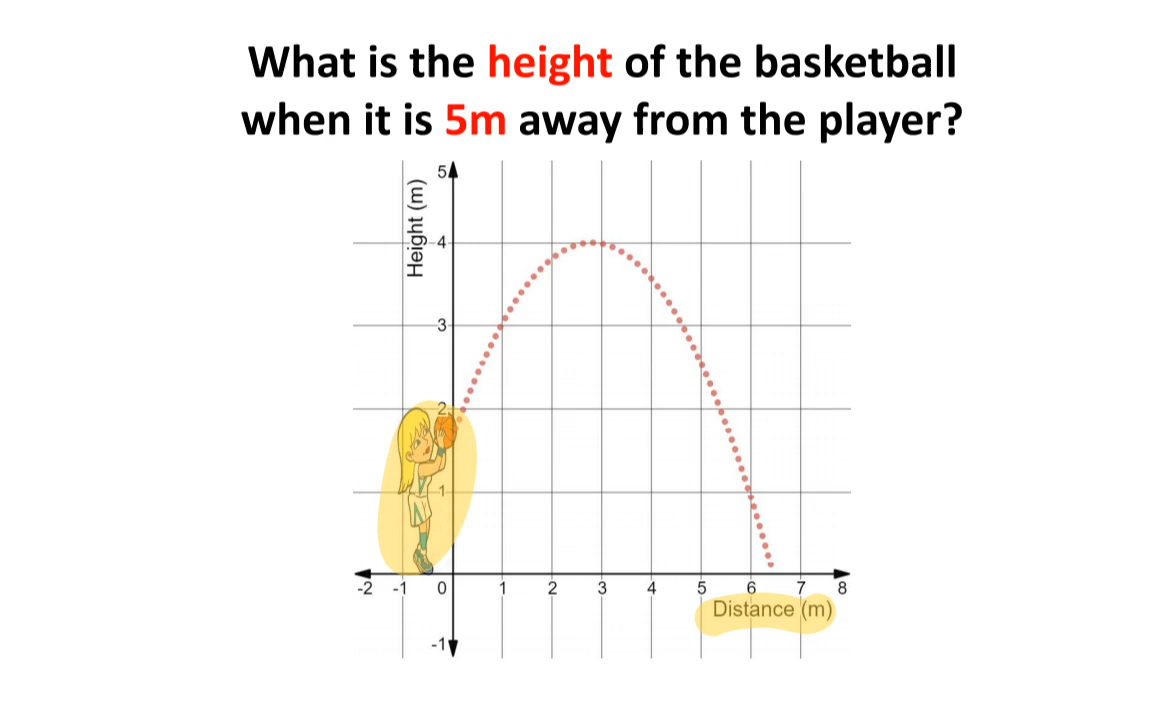 What is the height of the basketball
when it is 5m away from the player?
Height (m)
5
4
3
2
1
-2 -1 0 1 2 3 4 5 6 7 8
Distance (m)
-1